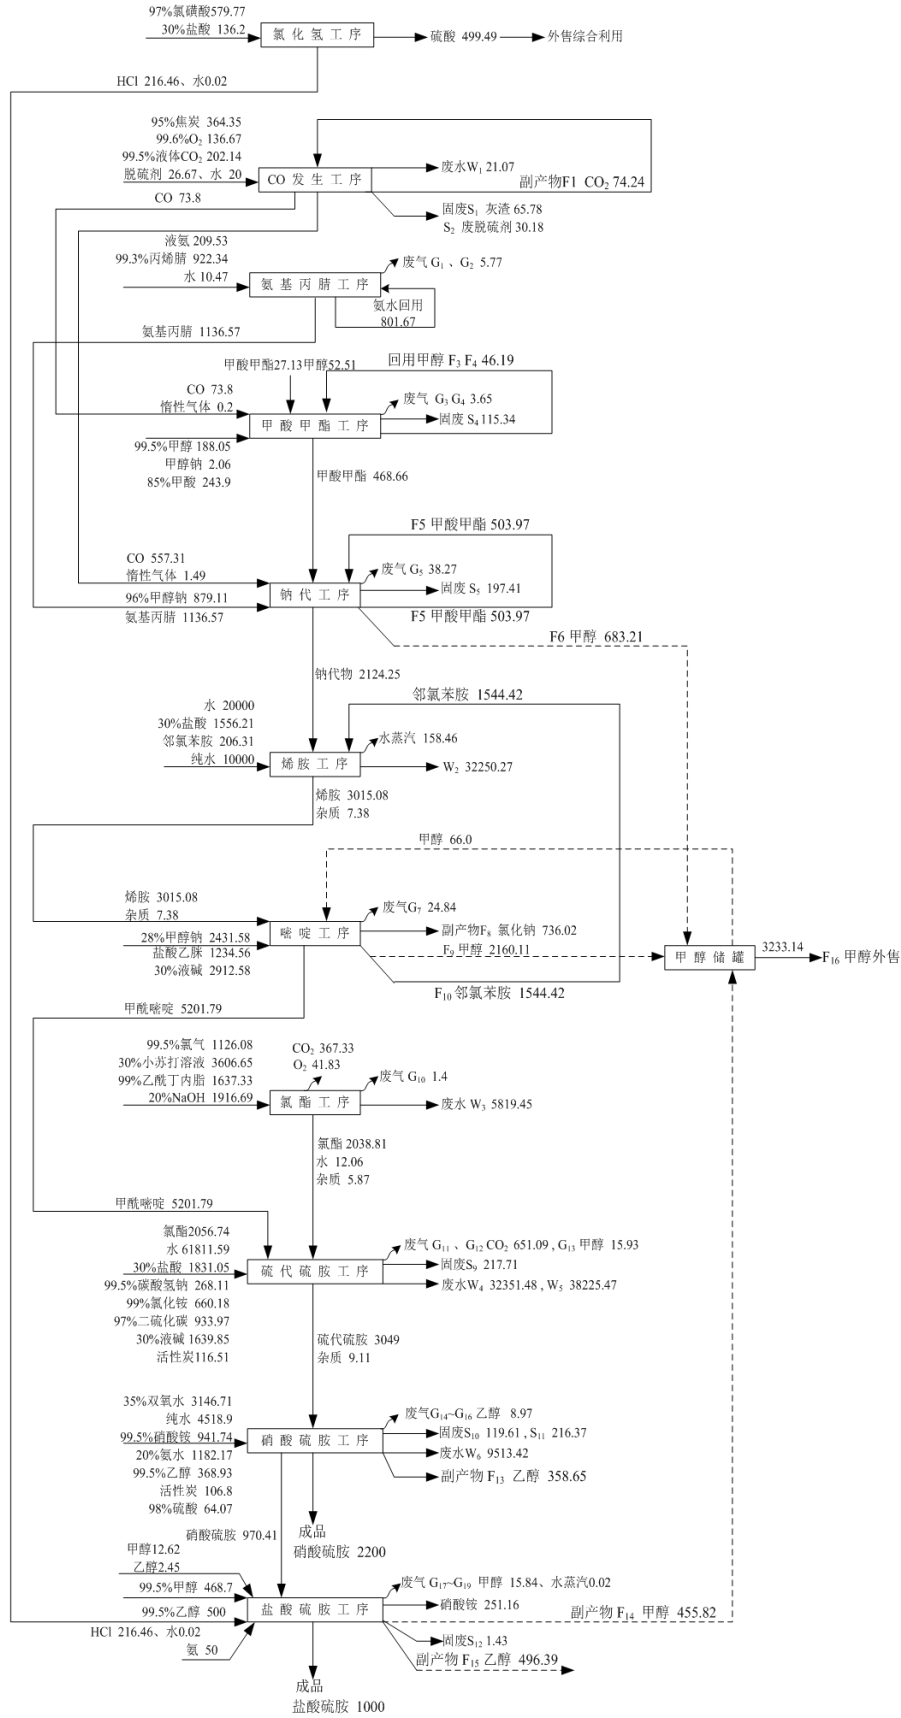 97%氯磺酸579.77
30%盐酸 136.2
氯化氢工序
硫酸 499.49
外售综合利用
HCl 216.46、水0.02
95%焦炭 364.35
99.6%O₂ 136.67
99.5%液体CO₂ 202.14
脱硫剂 26.67、水 20
CO 发生工序
废水W₁ 21.07
副产物F1 CO₂ 74.24
CO 73.8
固废S₁ 灰渣 65.78
S₂ 废脱硫剂 30.18
液氨 209.53
99.3%丙烯腈 922.34
水 10.47
氨基丙腈工序
废气 G₁ 、G₂ 5.77
氨水回用
801.67
氨基丙腈 1136.57
甲酸甲酯27.13甲醇52.51
回用甲醇 F₃ F₄ 46.19
CO 73.8
惰性气体 0.2
甲酸甲酯工序
废气 G₃ G₄ 3.65
固废 S₄ 115.34
99.5%甲醇 188.05
甲醇钠 2.06
85%甲酸 243.9
甲酸甲酯 468.66
F5 甲酸甲酯 503.97
CO 557.31
惰性气体 1.49
96%甲醇钠 879.11
氨基丙腈 1136.57
钠代工序
废气 G₅ 38.27
固废 S₅ 197.41
F5 甲酸甲酯 503.97
F6 甲醇 683.21
钠代物 2124.25
邻氯苯胺 1544.42
水 20000
30%盐酸 1556.21
邻氯苯胺 206.31
纯水 10000
烯胺工序
水蒸汽 158.46
W₂ 32250.27
烯胺 3015.08
杂质 7.38
甲醇 66.0
烯胺 3015.08
杂质 7.38
28%甲醇钠 2431.58
盐酸乙脒 1234.56
30%液碱 2912.58
嘧啶工序
废气G₇ 24.84
副产物F₈ 氯化钠 736.02
F₉ 甲醇 2160.11
F₁₀ 邻氯苯胺 1544.42
甲醇储罐
3233.14
F₁₆ 甲醇外售
甲酰嘧啶 5201.79
99.5%氯气 1126.08
30%小苏打溶液 3606.65
99%乙酰丁内脂 1637.33
20%NaOH 1916.69
CO₂ 367.33
O₂ 41.83
氯酯工序
废气 G₁₀ 1.4
废水 W₃ 5819.45
氯酯 2038.81
水 12.06
杂质 5.87
甲酰嘧啶 5201.79
氯酯2056.74
水 61811.59
30%盐酸 1831.05
99.5%碳酸氢钠 268.11
99%氯化铵 660.18
97%二硫化碳 933.97
30%液碱 1639.85
活性炭116.51
硫代硫胺工序
废气 G₁₁ 、G₁₂ CO₂ 651.09 , G₁₃ 甲醇 15.93
固废S₉ 217.71
废水W₄ 32351.48 , W₅ 38225.47
硫代硫胺 3049
杂质 9.11
35%双氧水 3146.71
纯水 4518.9
99.5%硝酸铵 941.74
20%氨水 1182.17
99.5%乙醇 368.93
活性炭 106.8
98%硫酸 64.07
硝酸硫胺工序
废气G₁₄~G₁₆ 乙醇 8.97
固废S₁₀ 119.61 , S₁₁ 216.37
废水W₆ 9513.42
副产物 F₁₃ 乙醇 358.65
成品
硝酸硫胺 2200
硝酸硫胺 970.41
甲醇12.62
乙醇2.45
99.5%甲醇 468.7
99.5%乙醇 500
HCl 216.46、水0.02
氨 50
盐酸硫胺工序
废气 G₁₇~G₁₉ 甲醇 15.84、水蒸汽0.02
硝酸铵 251.16
副产物 F₁₄ 甲醇 455.82
固废S₁₂ 1.43
副产物 F₁₅ 乙醇 496.39
成品
盐酸硫胺 1000